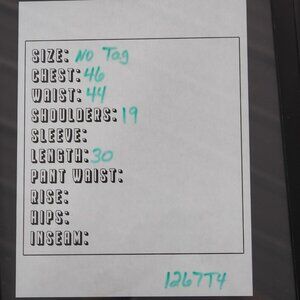 SIZE: No Tag
CHEST: 46
WAIST: 44
SHOULDERS: 19
SLEEVE:
LENGTH: 30
PANT WAIST:
RISE:
HIPS:
INSEAM:
1267T4